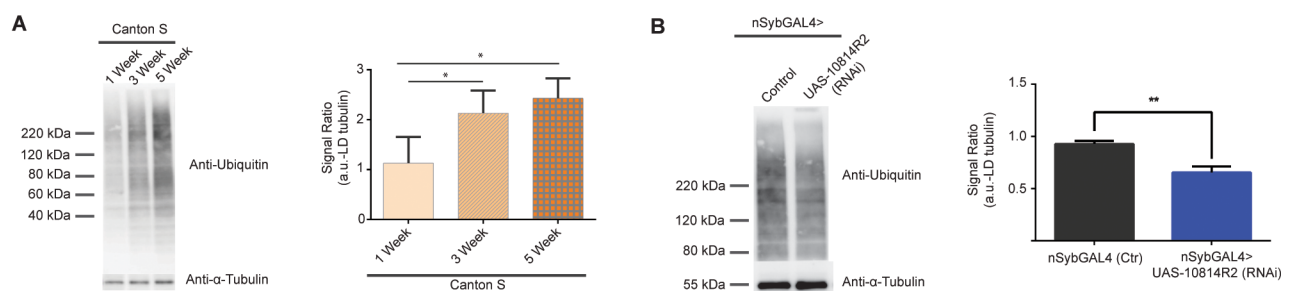 A
Canton S
1 Week
3 Week
5 Week
220 kDa
120 kDa
80 kDa
60 kDa
40 kDa
Anti-Ubiquitin
Anti-α-Tubulin
Signal Ratio
(a.u.-LD tubulin)
3
2
1
0
*
*
1 Week
3 Week
5 Week
Canton S
B
nSybGAL4>
Control
UAS-10814R2
(RNAi)
220 kDa
120 kDa
80 kDa
55 kDa
Anti-Ubiquitin
Anti-α-Tubulin
Signal Ratio
(a.u.-LD tubulin)
1.5
1.0
0.5
**
nSybGAL4 (Ctr)
nSybGAL4>
UAS-10814R2 (RNAi)